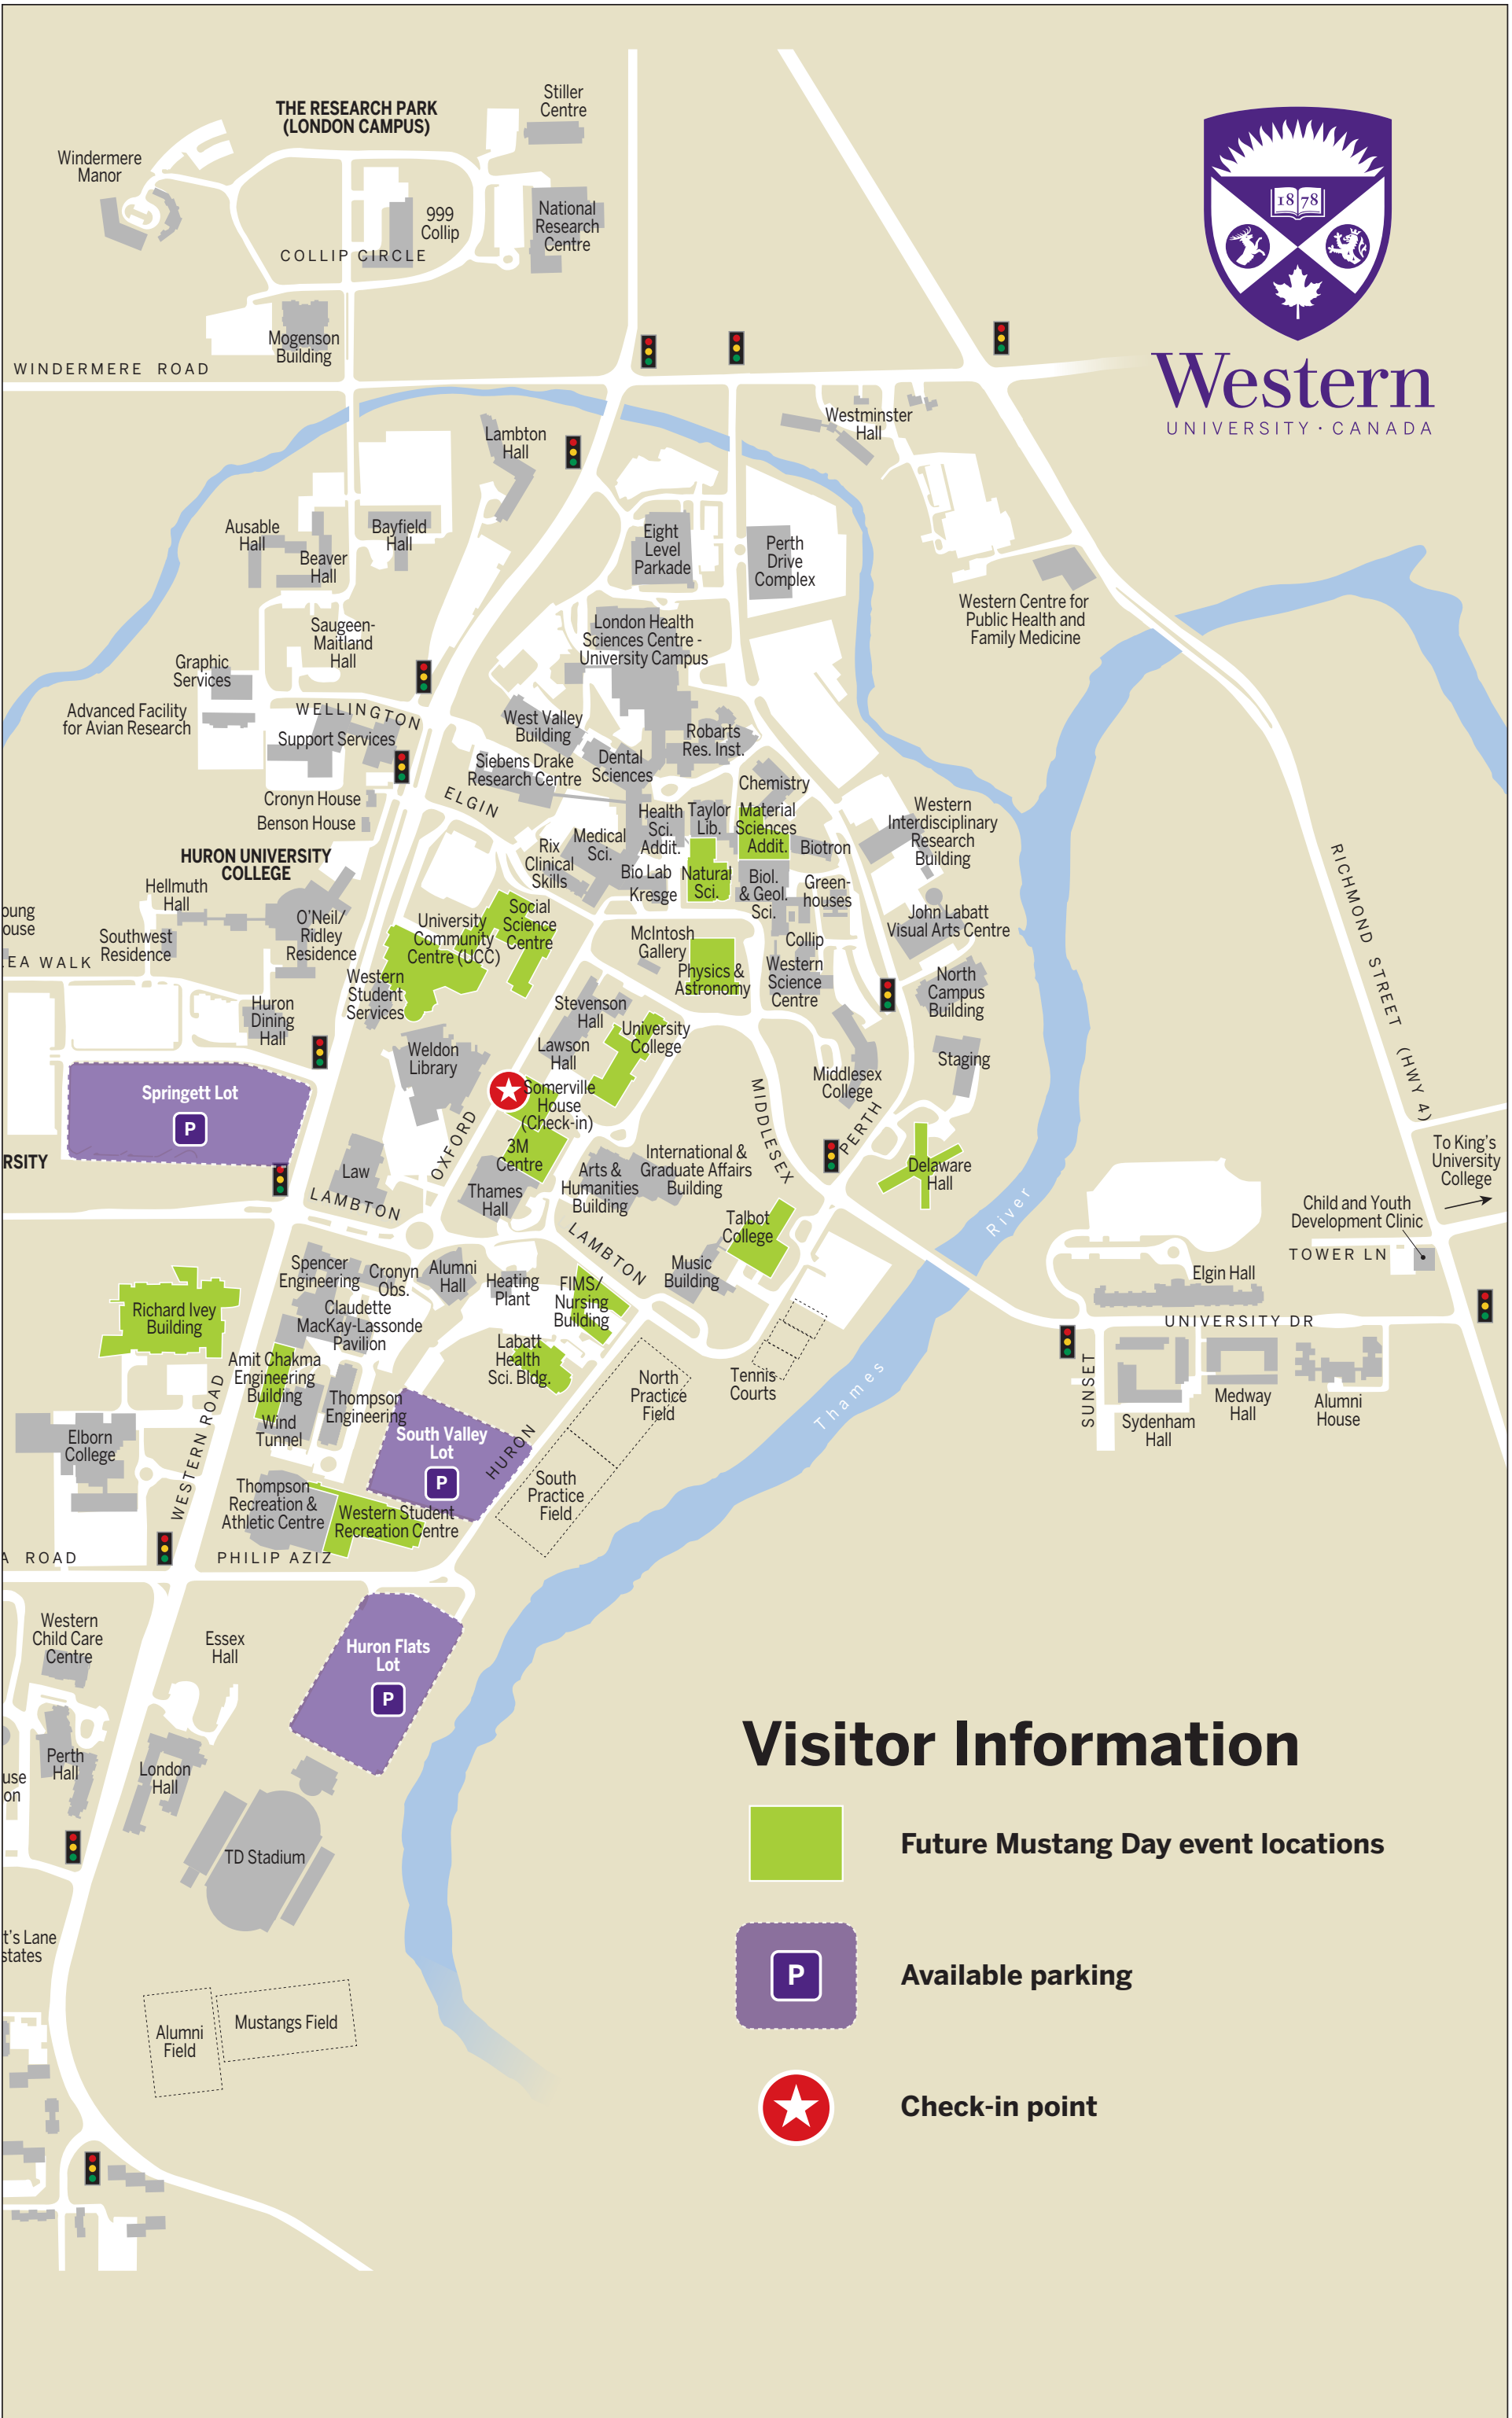 THE RESEARCH PARK
(LONDON CAMPUS)
Stiller
Centre
Windermere
Manor
999
Collip
National
Research
Centre
COLLIP CIRCLE
Mogenson
Building
WINDERMERE ROAD
1878
Western
UNIVERSITY · CANADA
Westminster
Hall
Lambton
Hall
Ausable
Hall
Beaver
Hall
Bayfield
Hall
Eight
Level
Parkade
Perth
Drive
Complex
Western Centre for
Public Health and
Family Medicine
Saugeen-
Maitland
Hall
London Health
Sciences Centre -
University Campus
Graphic
Services
Advanced Facility
for Avian Research
WELLINGTON
Support Services
West Valley
Building
Robarts
Res. Inst.
Siebens Drake
Research Centre
Dental
Sciences
Chemistry
Cronyn House
Benson House
ELGIN
Health
Sci.
Addit.
Taylor
Lib.
Material
Sciences
Addit.
Biotron
Western
Interdisciplinary
Research
Building
Medical
Sci.
Rix
Clinical
Skills
Bio Lab
Kresge
Natural
Sci.
Biol.
& Geol.
Sci.
Green-
houses
HURON UNIVERSITY
COLLEGE
Hellmuth
Hall
O'Neil/
Ridley
Residence
Southwest
Residence
oung
ouse
EA WALK
University
Community
Centre (UCC)
Social
Science
Centre
McIntosh
Gallery
Physics &
Astronomy
Collip
Western
Science
Centre
John Labatt
Visual Arts Centre
North
Campus
Building
Western
Student
Services
Huron
Dining
Hall
Stevenson
Hall
Lawson
Hall
University
College
Weldon
Library
Somerville
House
(Check-in)
Middlesex
College
Staging
RICHMOND STREET (HWY 4)
Springett Lot
P
RSITY
3M
Centre
OXFORD
MIDDLESEX
PERTH
Law
LAMBTON
Thames
Hall
Arts &
Humanities
Building
International &
Graduate Affairs
Building
Delaware
Hall
To King's
University
College
Child and Youth
Development Clinic
TOWER LN
River
Talbot
College
LAMBTON
Music
Building
Spencer
Engineering
Cronyn
Obs.
Alumni
Hall
Heating
Plant
FIMS/
Nursing
Building
Elgin Hall
UNIVERSITY DR
Richard Ivey
Building
Claudette
MacKay-Lassonde
Pavilion
Amit Chakma
Engineering
Building
Labatt
Health
Sci. Bldg.
Thompson
Engineering
Wind
Tunnel
North
Practice
Field
Tennis
Courts
Thames
SUNSET
Sydenham
Hall
Medway
Hall
Alumni
House
WESTERN ROAD
Elborn
College
South Valley
Lot
P
HURON
South
Practice
Field
Thompson
Recreation &
Athletic Centre
Western Student
Recreation Centre
A ROAD
PHILIP AZIZ
Western
Child Care
Centre
Essex
Hall
Huron Flats
Lot
P
Perth
Hall
London
Hall
use
on
TD Stadium
t's Lane
states
Alumni
Field
Mustangs Field
Visitor Information
Future Mustang Day event locations
P
Available parking
Check-in point